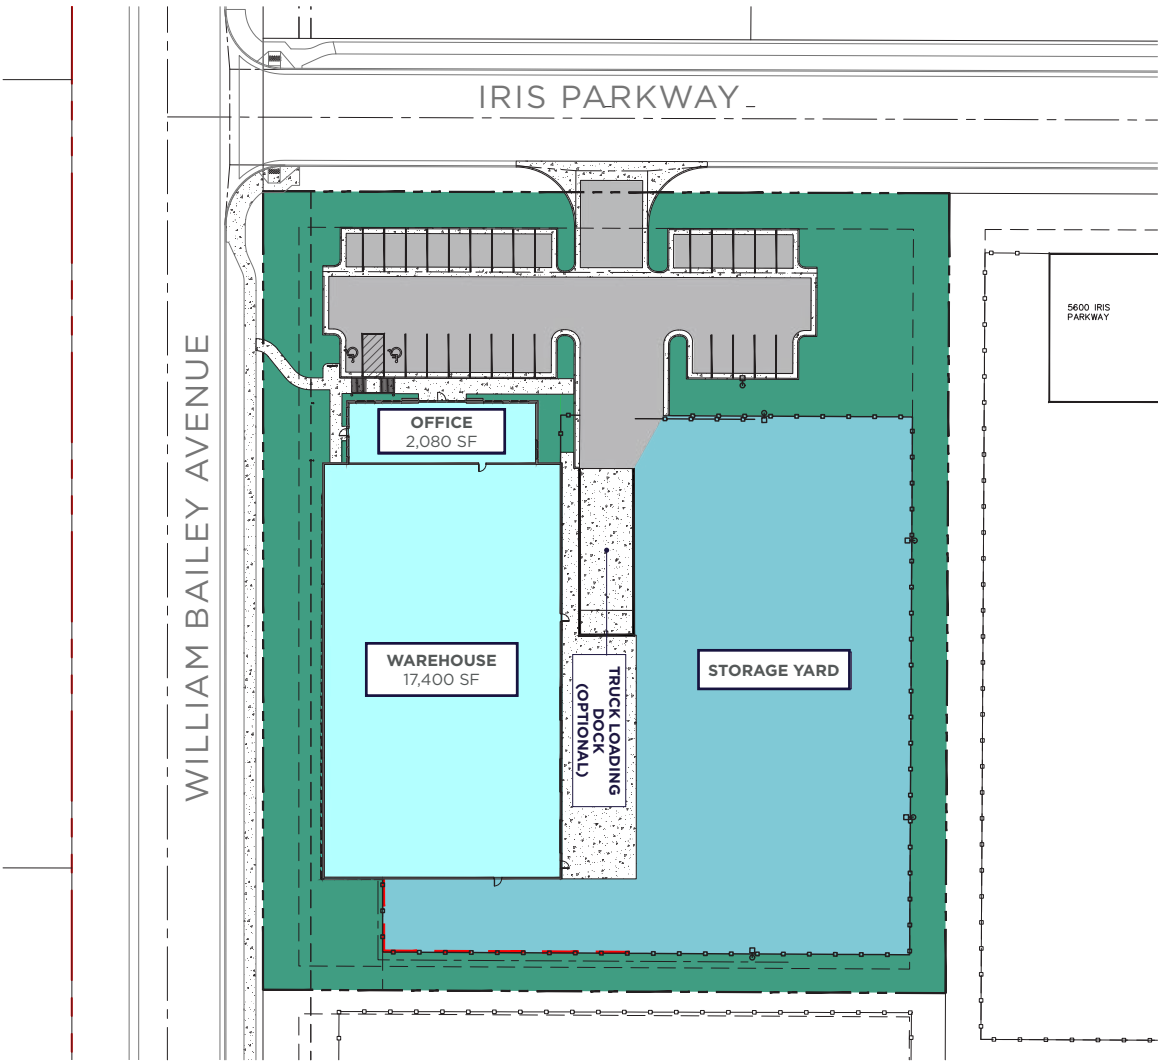 IRIS PARKWAY
WILLIAM BAILEY AVENUE
5600 IRIS
PARKWAY
OFFICE
2,080 SF
WAREHOUSE
17,400 SF
TRUCK LOADING
DOCK
(OPTIONAL)
STORAGE YARD